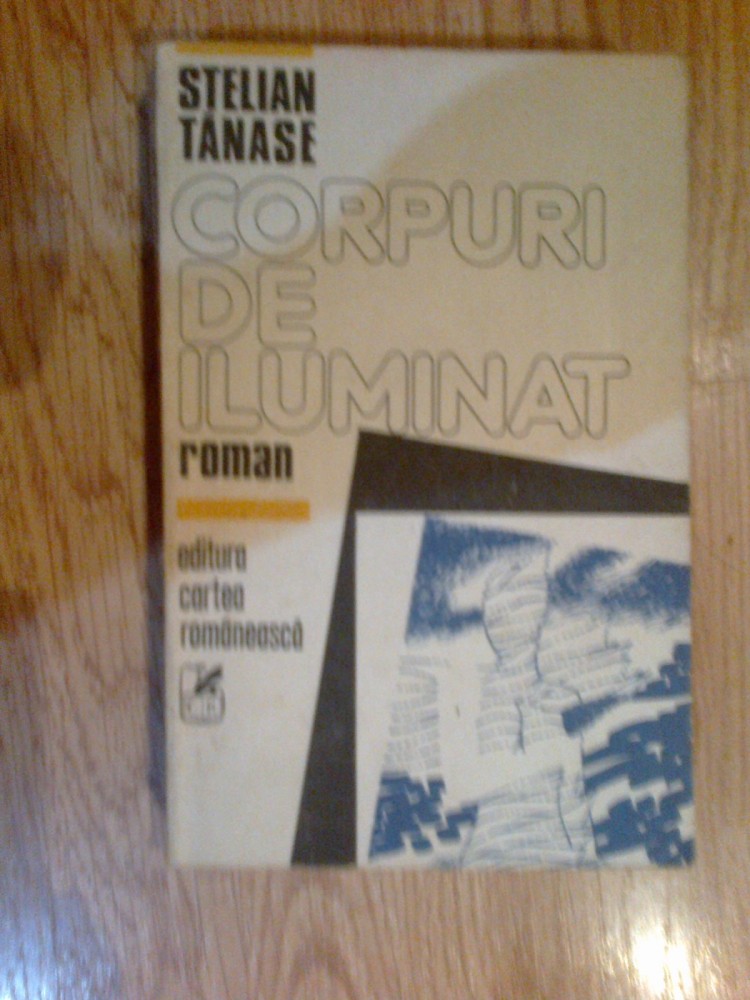 STELIAN
TĂNASE
CORPURI
DE
ILUMINAT
roman
editura
cartea
românească